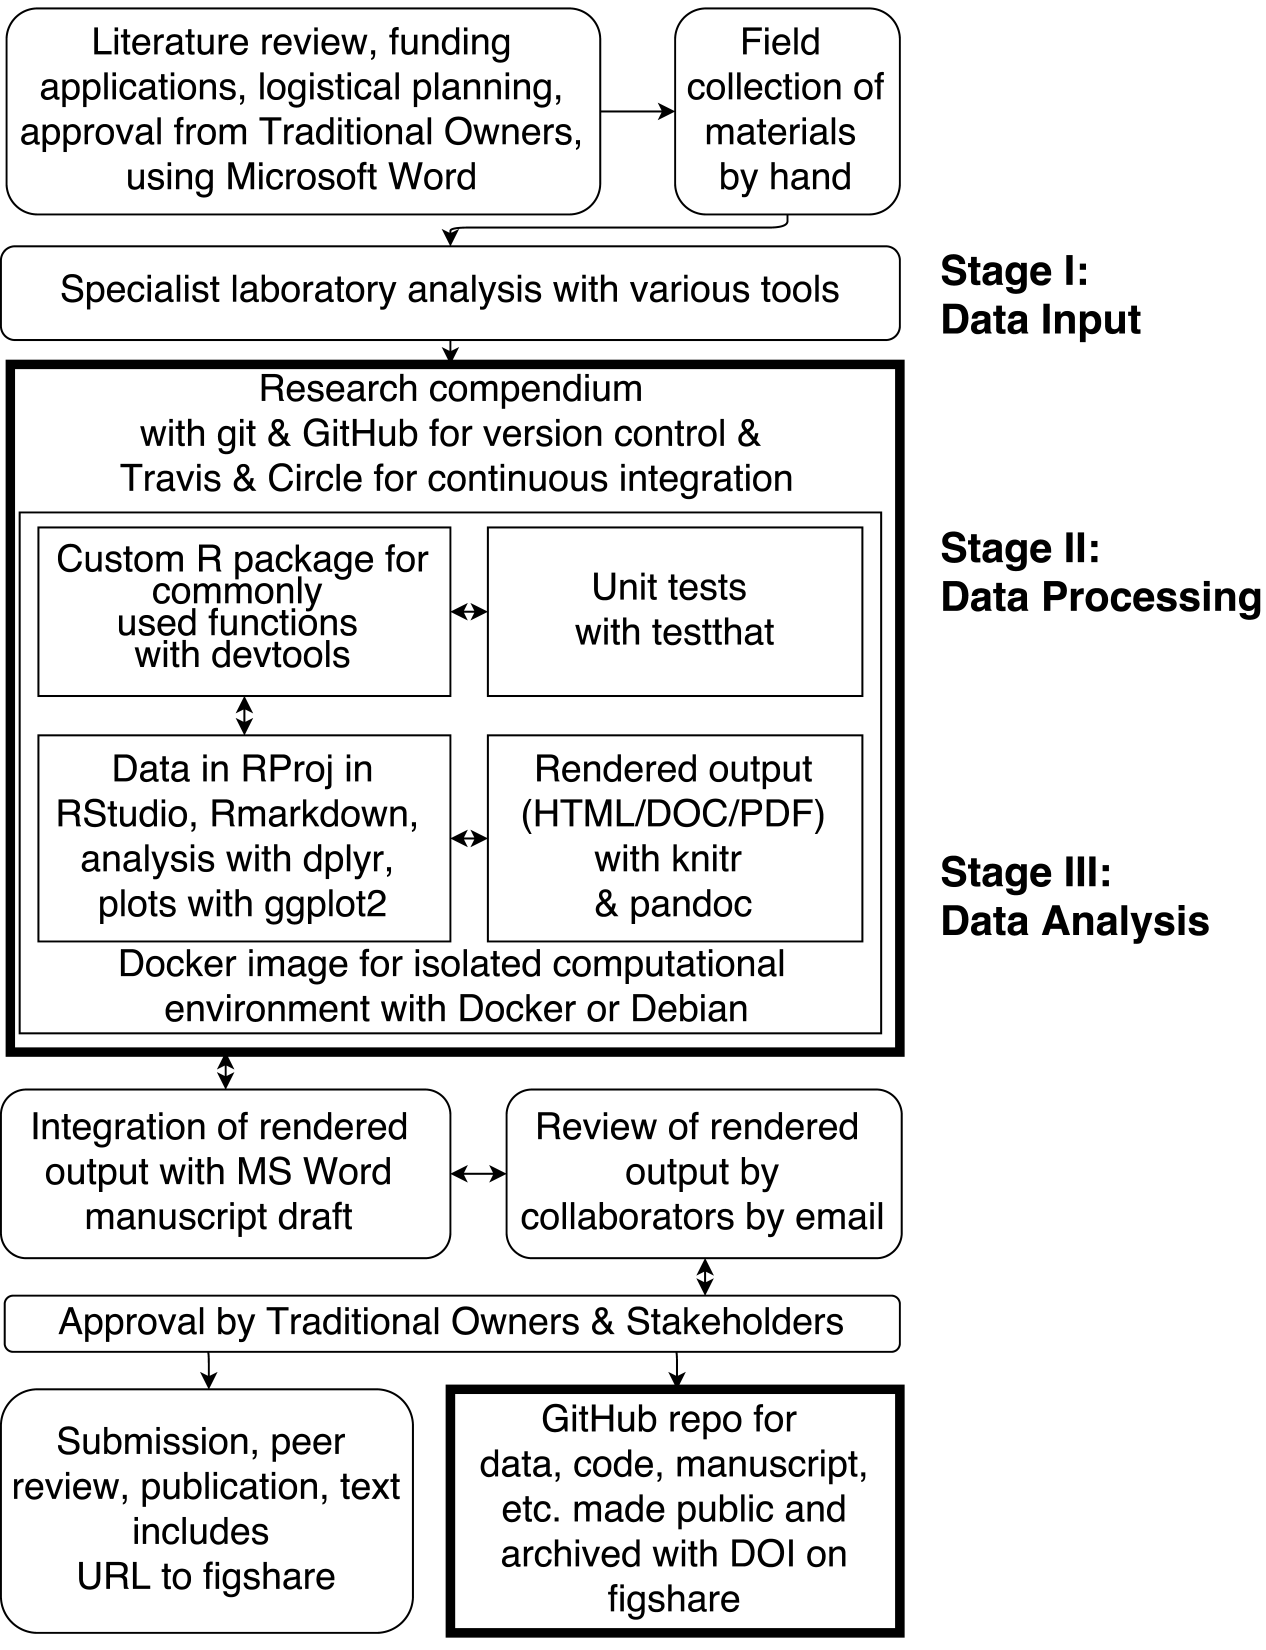 Literature review, funding
applications, logistical planning,
approval from Traditional Owners,
using Microsoft Word
Field
collection of
materials
by hand
Specialist laboratory analysis with various tools
Stage I:
Data Input
Research compendium
with git & GitHub for version control &
Travis & Circle for continuous integration
Custom R package for
commonly
used functions
with devtools
Unit tests
with testthat
Stage II:
Data Processing
Data in RProj in
RStudio, Rmarkdown,
analysis with dplyr,
plots with ggplot2
Rendered output
(HTML/DOC/PDF)
with knitr
& pandoc
Stage III:
Data Analysis
Docker image for isolated computational
environment with Docker or Debian
Integration of rendered
output with MS Word
manuscript draft
Review of rendered
output by
collaborators by email
Approval by Traditional Owners & Stakeholders
Submission, peer
review, publication, text
includes
URL to figshare
GitHub repo for
data, code, manuscript,
etc. made public and
archived with DOI on
figshare